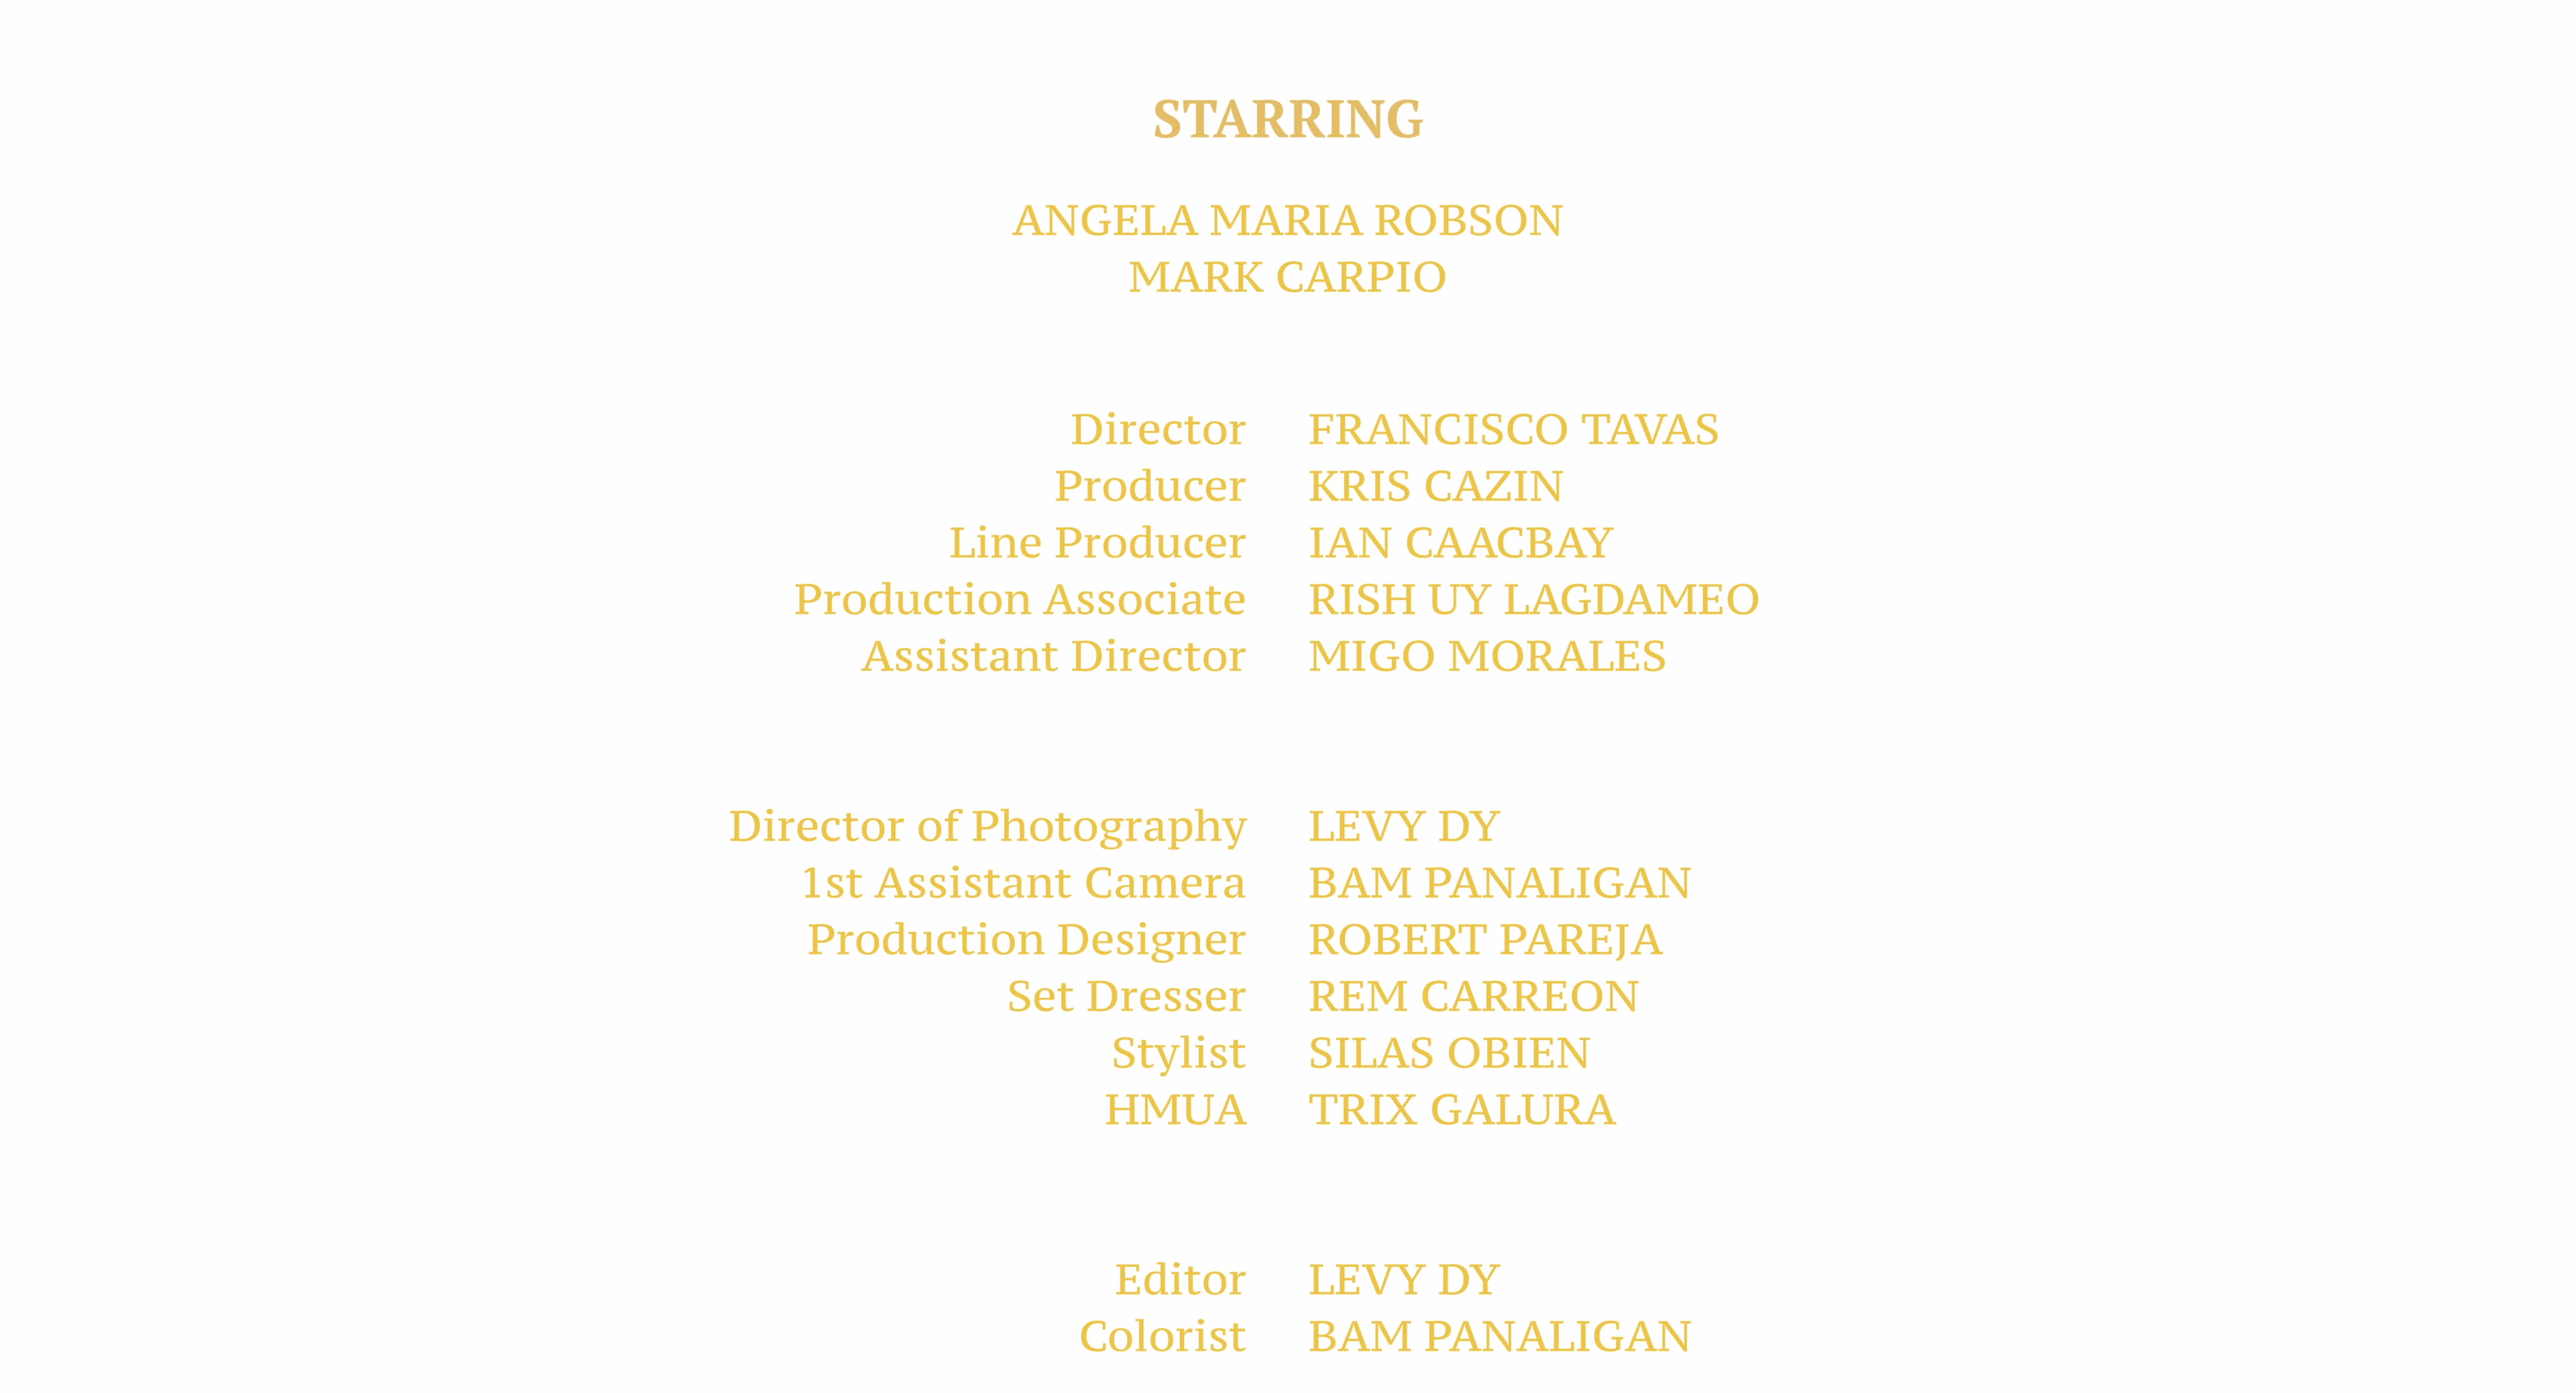 STARRING
ANGELA MARIA ROBSON
MARK CARPIO
Director FRANCISCO TAVAS
Producer KRIS CAZIN
Line Producer IAN CAACBAY
Production Associate RISH UY LAGDAMEO
Assistant Director MIGO MORALES
Director of Photography LEVY DY
1st Assistant Camera BAM PANALIGAN
Production Designer ROBERT PAREJA
Set Dresser REM CARREON
Stylist SILAS OBIEN
HMUA TRIX GALURA
Editor LEVY DY
Colorist BAM PANALIGAN